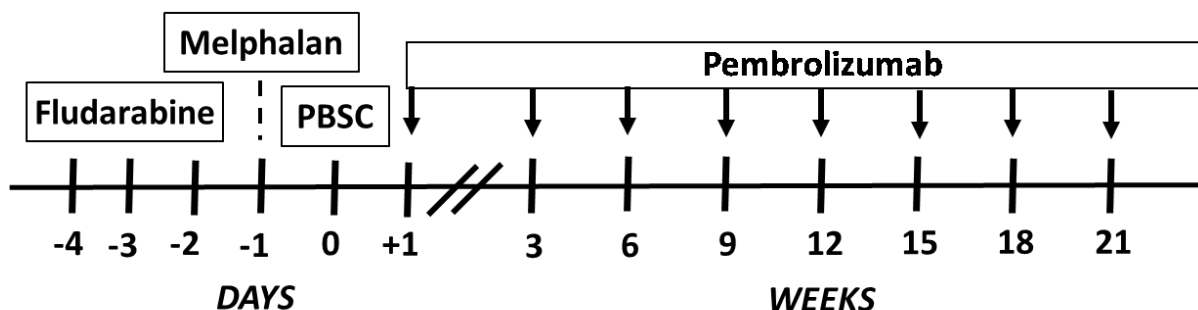 Melphalan
Pembrolizumab
Fludarabine
PBSC
-4 -3 -2 -1 0 +1 3 6 9 12 15 18 21
DAYS WEEKS